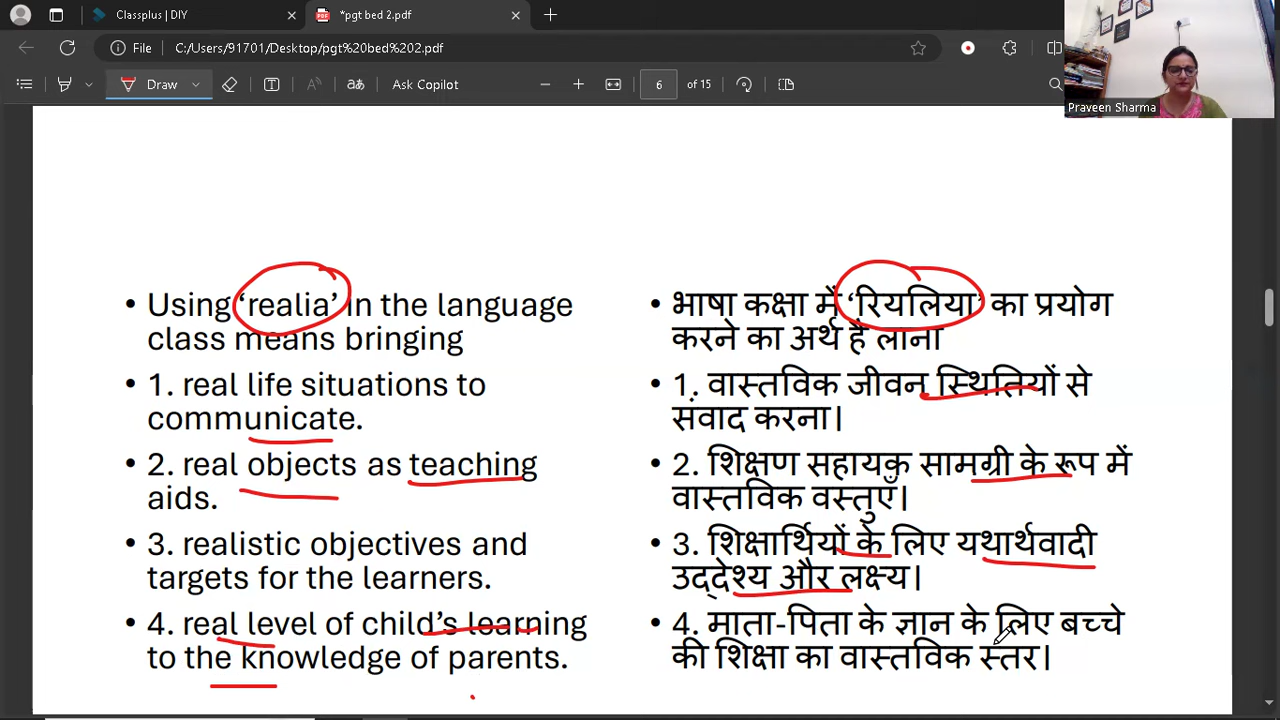 Classplus | DIY
*pgt bed 2.pdf
File
C:/Users/91701/Desktop/pgt%20bed%202.pdf
Draw
aあ
Ask Copilot
6
of 15
Praveen Sharma
• Using ‘realia’ in the language
class means bringing
• 1. real life situations to
communicate.
• 2. real objects as teaching
aids.
• 3. realistic objectives and
targets for the learners.
• 4. real level of child’s learning
to the knowledge of parents.
• भाषा कक्षा में ‘रियलिया’ का प्रयोग
करने का अर्थ है लाना
• 1. वास्तविक जीवन स्थितियों से
संवाद करना।
• 2. शिक्षण सहायक सामग्री के रूप में
वास्तविक वस्तुएँ।
• 3. शिक्षार्थियों के लिए यथार्थवादी
उद्देश्य और लक्ष्य।
• 4. माता-पिता के ज्ञान के लिए बच्चे
की शिक्षा का वास्तविक स्तर।